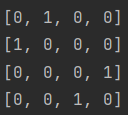 [0, 1, 0, 0]
[1, 0, 0, 0]
[0, 0, 0, 1]
[0, 0, 1, 0]